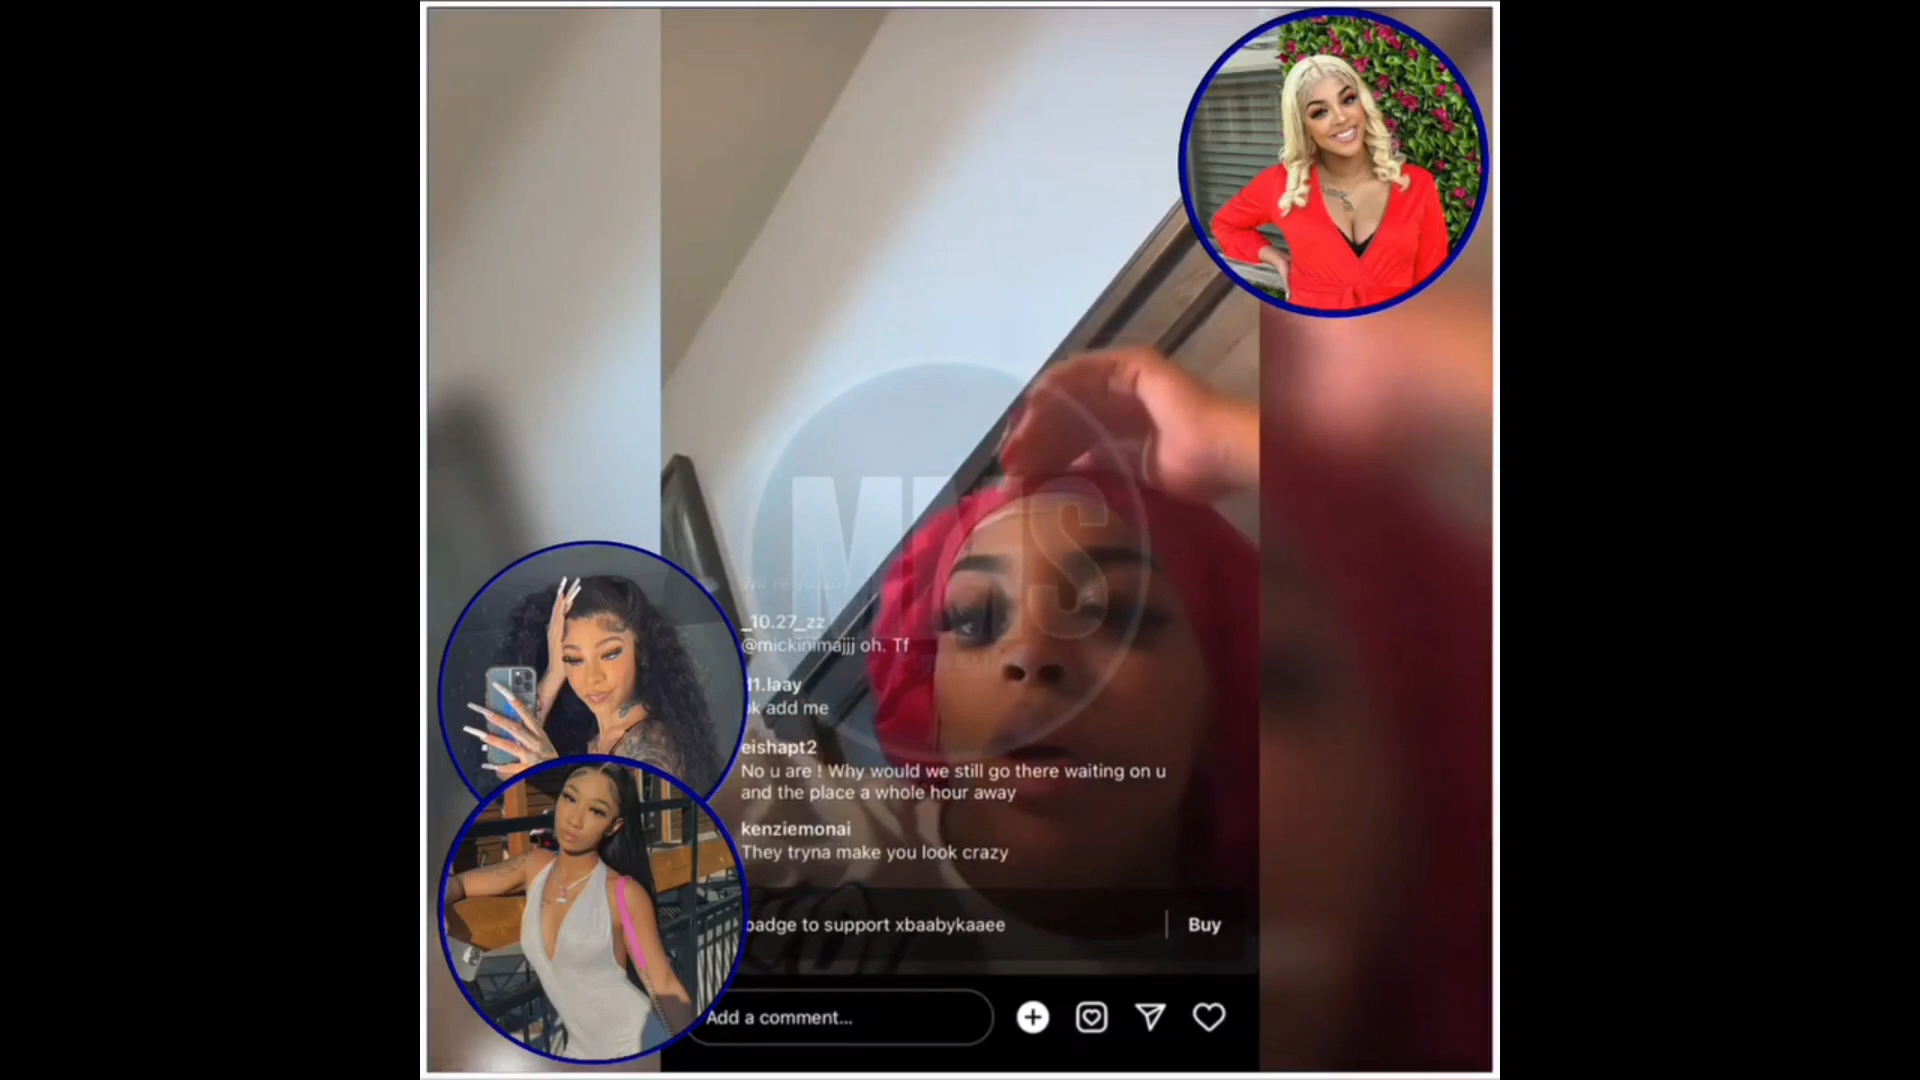 MMS
_10.27_zz
@mickinimajjj oh. Tf
1.laay
k add me
eishapt2
No u are ! Why would we still go there waiting on u
and the place a whole hour away
kenziemonai
They tryna make you look crazy
badge to support xbaabykaaee
Buy
Add a comment...